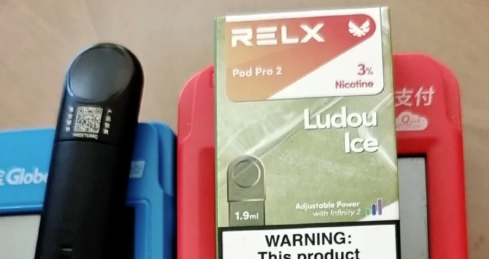 RELX
Pod Pro 2
3%
Nicotine
Ludou
Ice
1.9ml
Adjustable Power
with Infinity 2
WARNING:
This product
Globe
支付